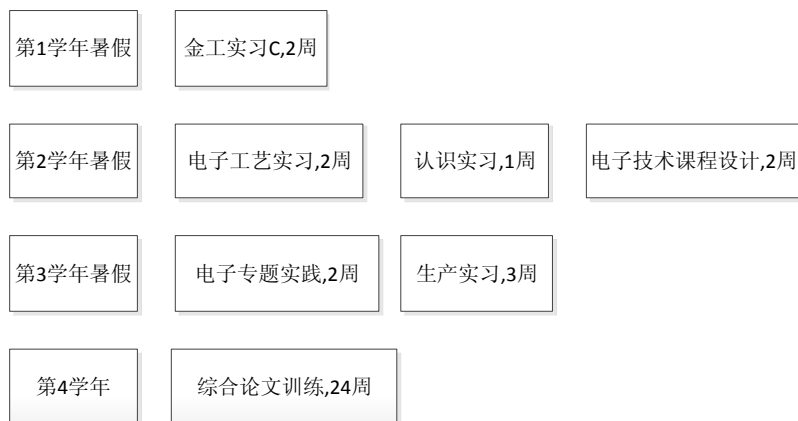 第1学年暑假 金工实习C,2周
第2学年暑假 电子工艺实习,2周 认识实习,1周 电子技术课程设计,2周
第3学年暑假 电子专题实践,2周 生产实习,3周
第4学年 综合论文训练,24周